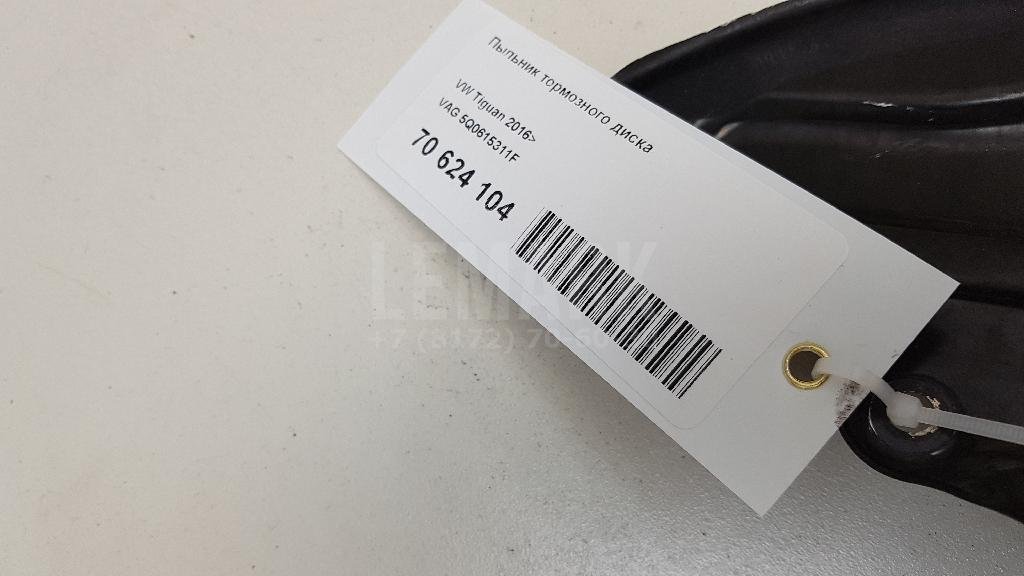 Пыльник тормозного диска
VW Tiguan 2016>
VAG 5Q0615311F
70 624 104